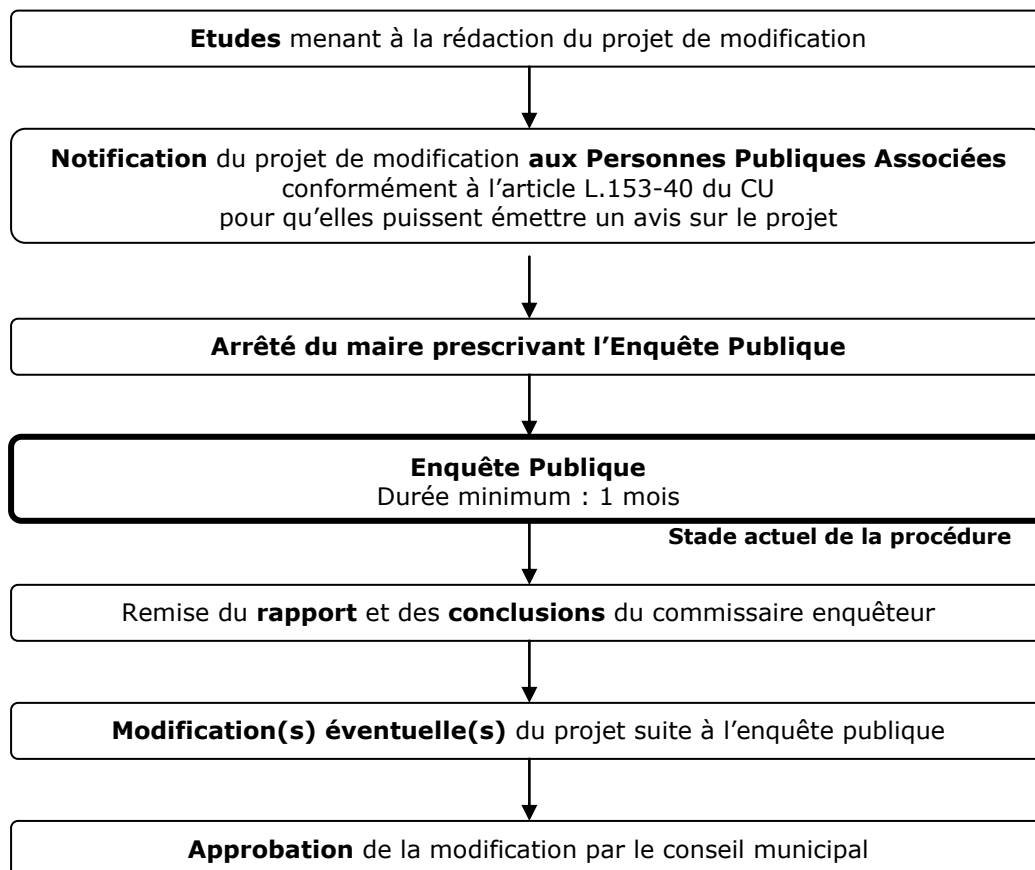 Etudes menant à la rédaction du projet de modification
Notification du projet de modification aux Personnes Publiques Associées
conformément à l’article L.153-40 du CU
pour qu’elles puissent émettre un avis sur le projet
Arrêté du maire prescrivant l’Enquête Publique
Enquête Publique
Durée minimum : 1 mois
Stade actuel de la procédure
Remise du rapport et des conclusions du commissaire enquêteur
Modification(s) éventuelle(s) du projet suite à l’enquête publique
Approbation de la modification par le conseil municipal